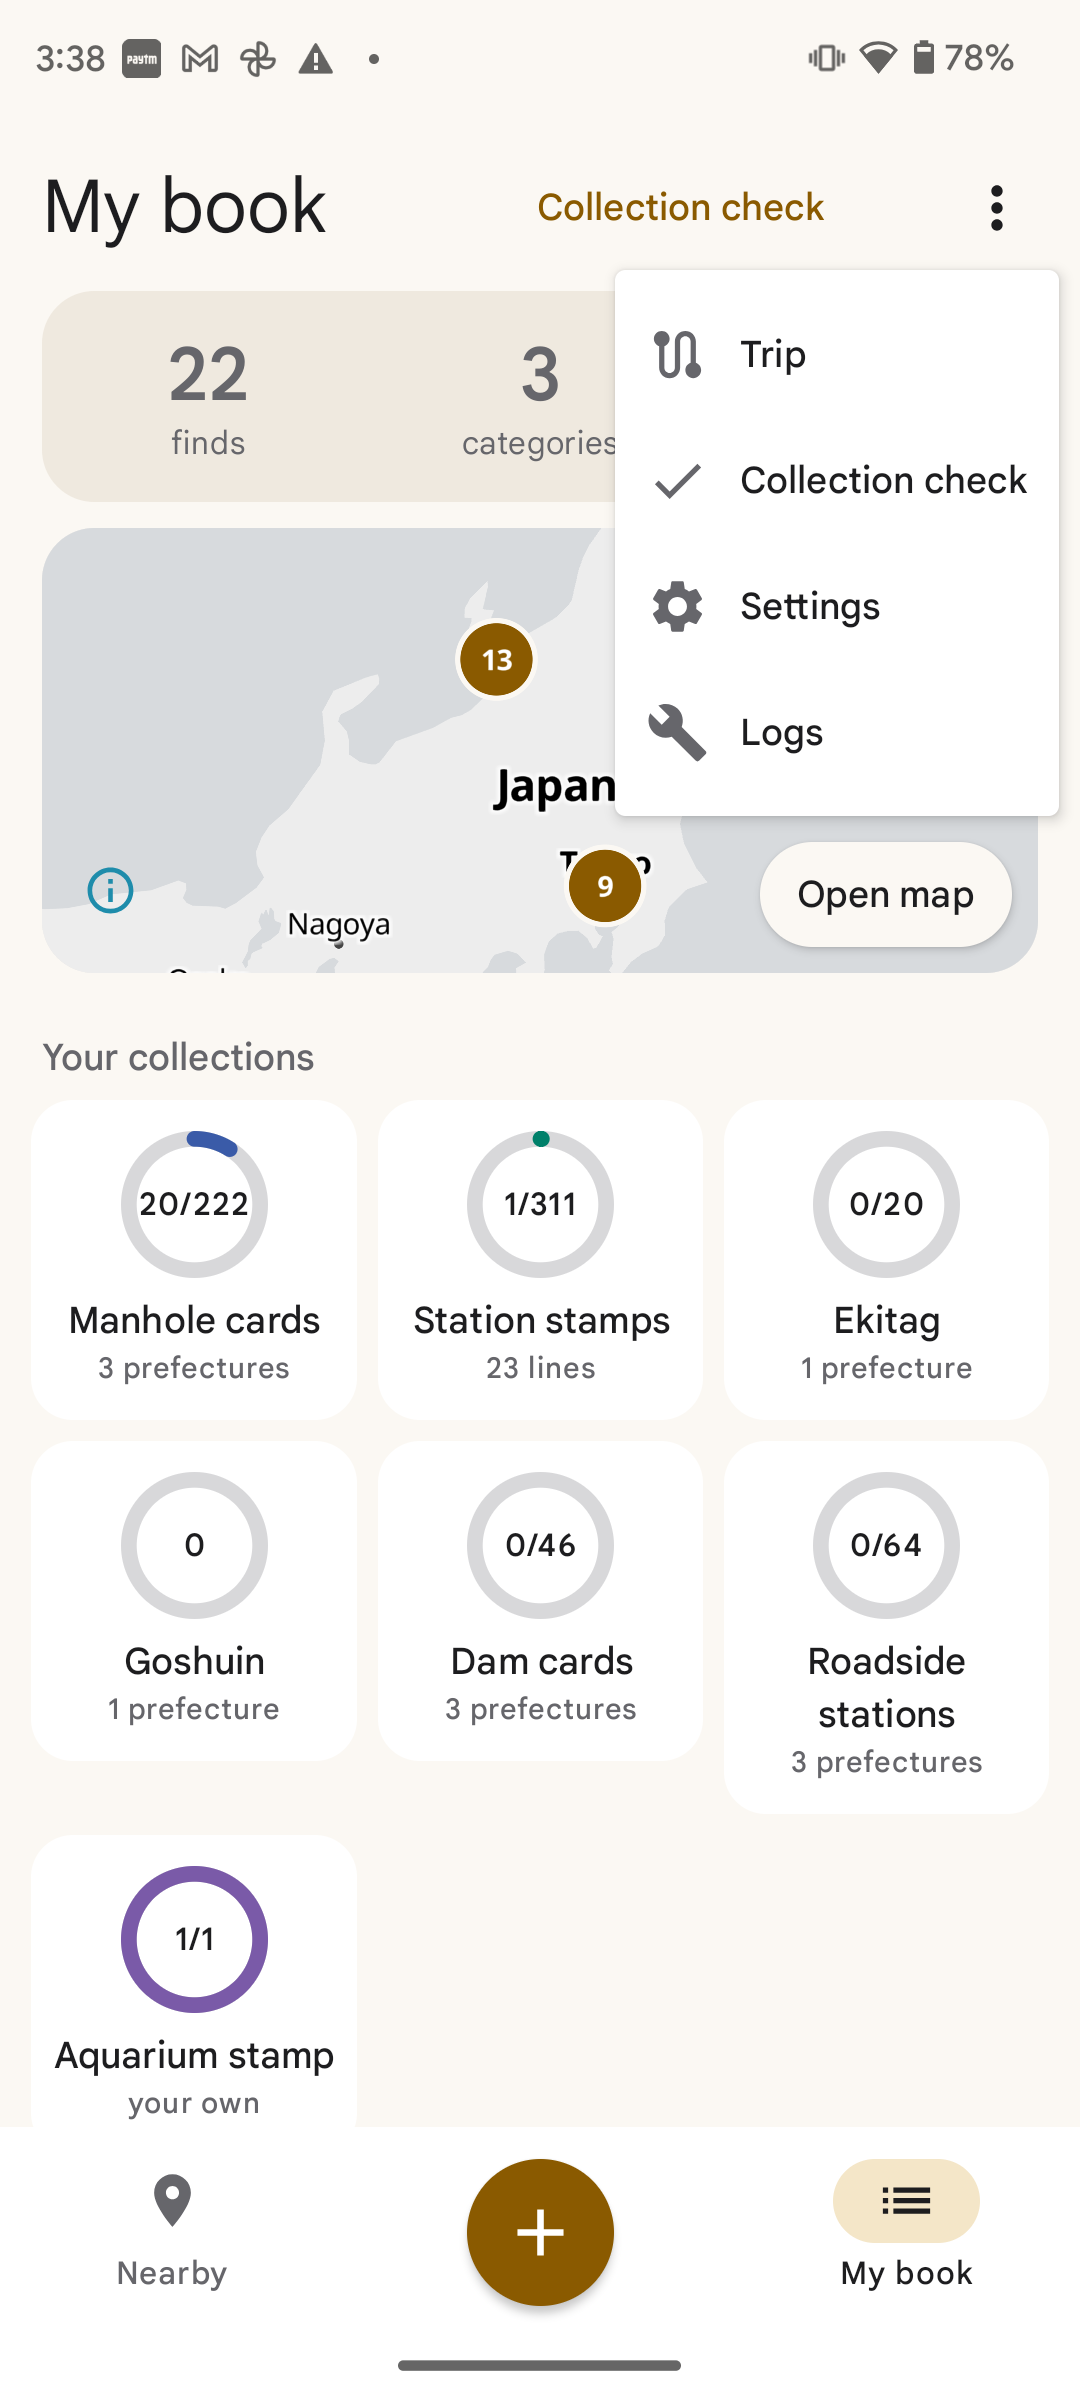 3:38 paytm 78%
My book Collection check
Trip
Collection check
Settings
Logs
22 3
finds categories
13
Japan
9
Nagoya
Open map
Your collections
20/222 1/311 0/20
Manhole cards Station stamps Ekitag
3 prefectures 23 lines 1 prefecture
0 0/46 0/64
Goshuin Dam cards Roadside
stations
1 prefecture 3 prefectures 3 prefectures
1/1
Aquarium stamp
your own
Nearby My book